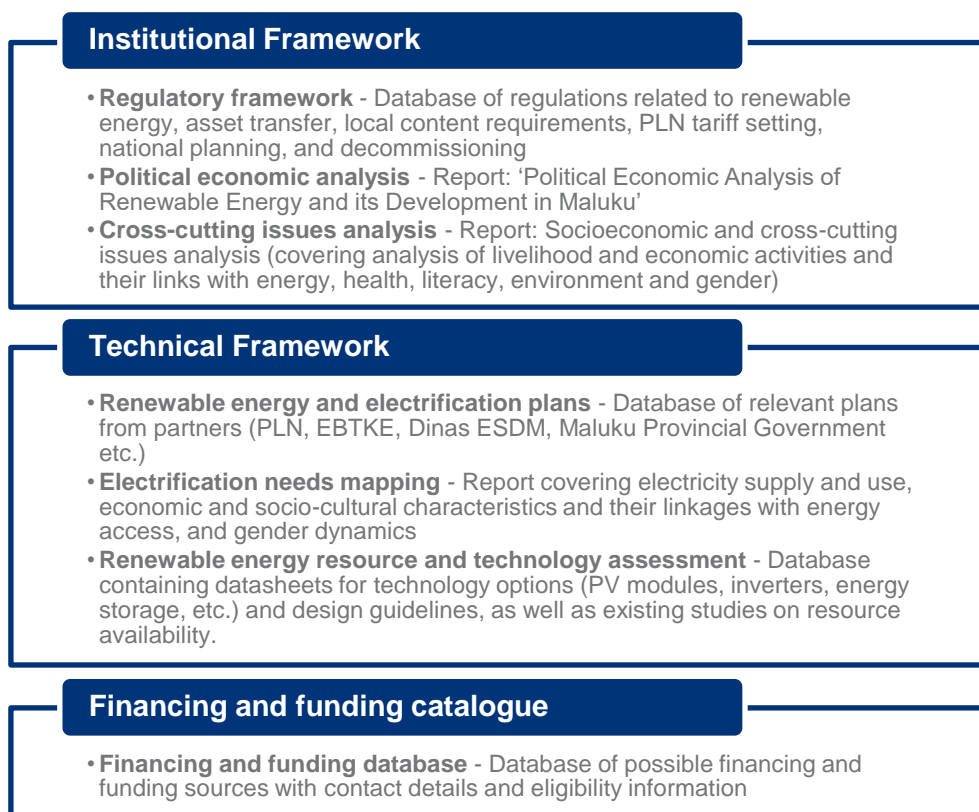 Institutional Framework
• Regulatory framework - Database of regulations related to renewable
energy, asset transfer, local content requirements, PLN tariff setting,
national planning, and decommissioning
• Political economic analysis - Report: ‘Political Economic Analysis of
Renewable Energy and its Development in Maluku’
• Cross-cutting issues analysis - Report: Socioeconomic and cross-cutting
issues analysis (covering analysis of livelihood and economic activities and
their links with energy, health, literacy, environment and gender)
Technical Framework
• Renewable energy and electrification plans - Database of relevant plans
from partners (PLN, EBTKE, Dinas ESDM, Maluku Provincial Government
etc.)
• Electrification needs mapping - Report covering electricity supply and use,
economic and socio-cultural characteristics and their linkages with energy
access, and gender dynamics
• Renewable energy resource and technology assessment - Database
containing datasheets for technology options (PV modules, inverters, energy
storage, etc.) and design guidelines, as well as existing studies on resource
availability.
Financing and funding catalogue
• Financing and funding database - Database of possible financing and
funding sources with contact details and eligibility information